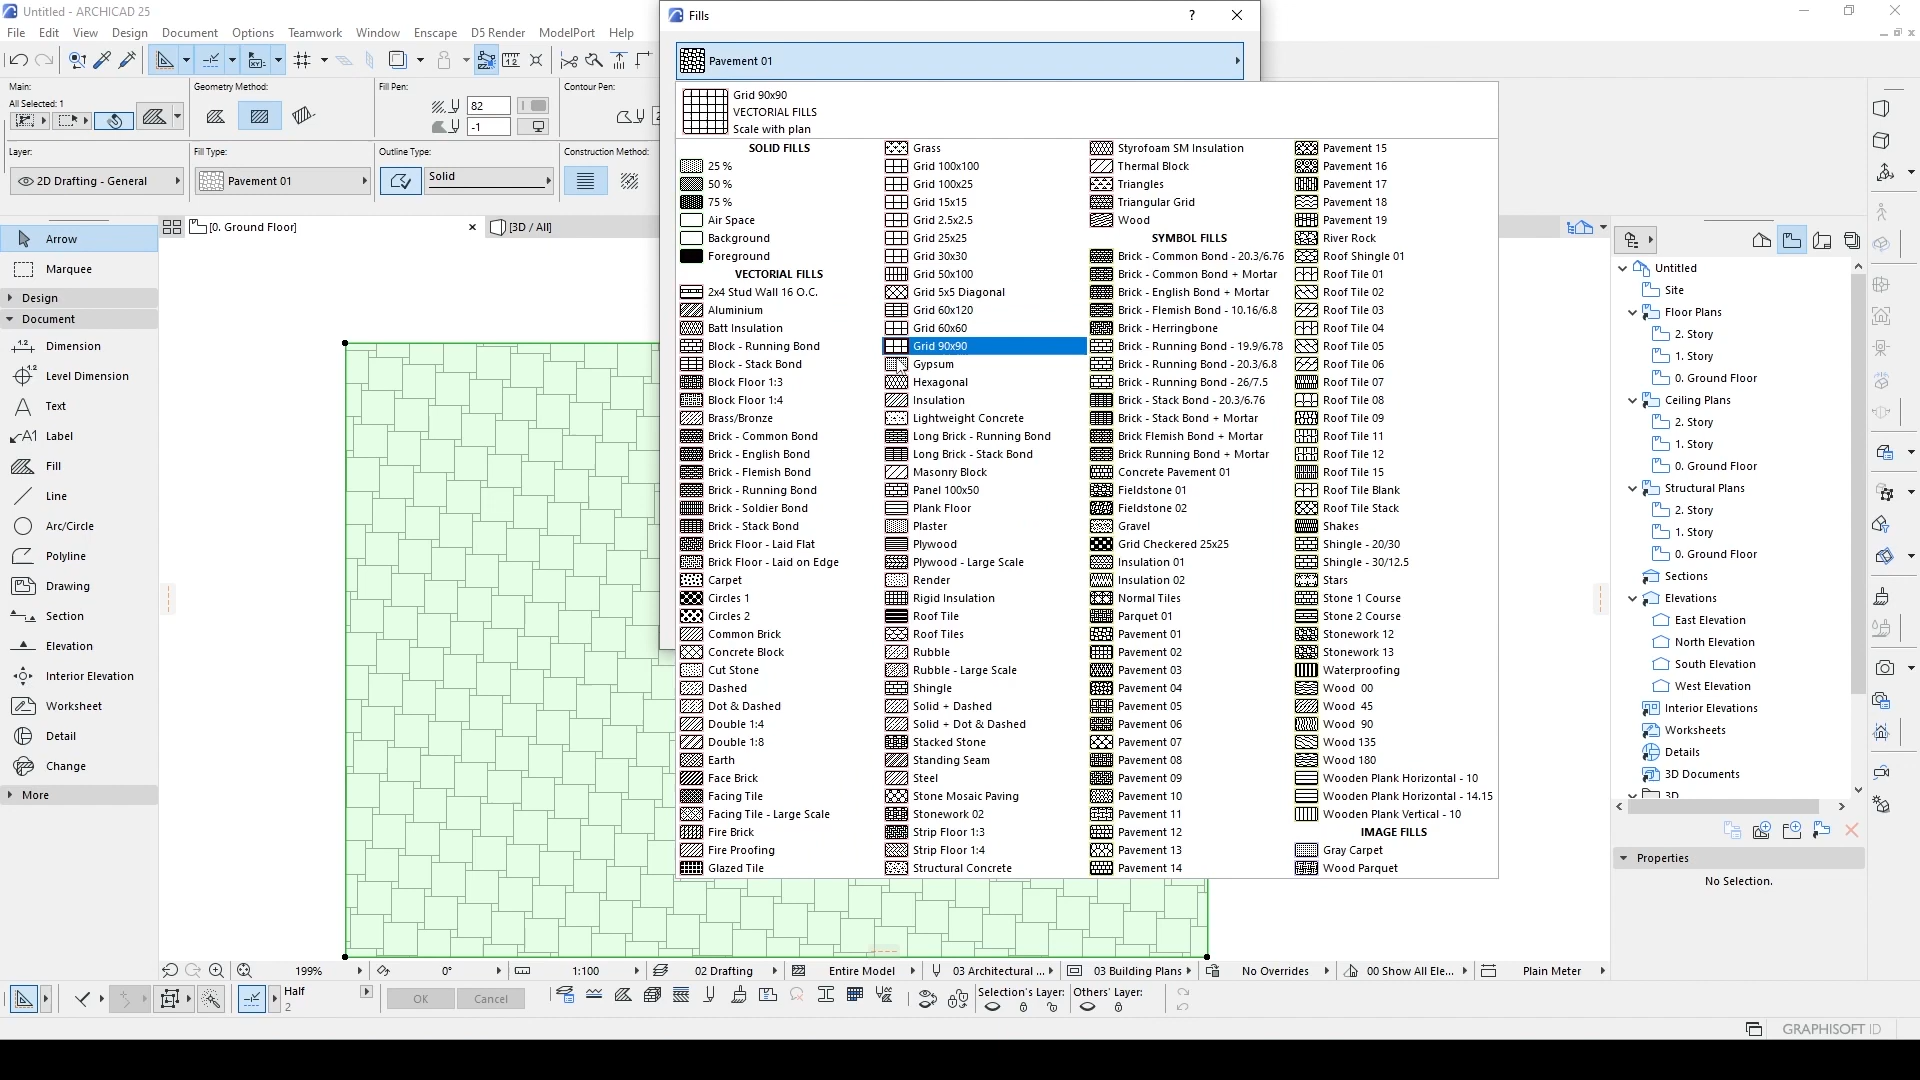 Untitled - ARCHICAD 25
File Edit View Design Document Options Teamwork Window Enscape D5 Render ModelPort Help
Main:
All Selected: 1
Geometry Method:
Fill Pen:
82
-1
Contour Pen:
Layer:
2D Drafting - General
Fill Type:
Pavement 01
Outline Type:
Solid
Construction Method:
[0. Ground Floor]
[3D / All]
Arrow
Marquee
Design
Document
Dimension
Level Dimension
Text
Label
Fill
Line
Arc/Circle
Polyline
Drawing
Section
Elevation
Interior Elevation
Worksheet
Detail
Change
More
Fills
?
Pavement 01
Grid 90x90
VECTORIAL FILLS
Scale with plan
SOLID FILLS
25 %
50 %
75 %
Air Space
Background
Foreground
VECTORIAL FILLS
2x4 Stud Wall 16 O.C.
Aluminium
Batt Insulation
Block - Running Bond
Block - Stack Bond
Block Floor 1:3
Block Floor 1:4
Brass/Bronze
Brick - Common Bond
Brick - English Bond
Brick - Flemish Bond
Brick - Running Bond
Brick - Soldier Bond
Brick - Stack Bond
Brick Floor - Laid Flat
Brick Floor - Laid on Edge
Carpet
Circles 1
Circles 2
Common Brick
Concrete Block
Cut Stone
Dashed
Dot & Dashed
Double 1:4
Double 1:8
Earth
Face Brick
Facing Tile
Facing Tile - Large Scale
Fire Brick
Fire Proofing
Glazed Tile
Grass
Grid 100x100
Grid 100x25
Grid 15x15
Grid 2.5x2.5
Grid 25x25
Grid 30x30
Grid 50x100
Grid 5x5 Diagonal
Grid 60x120
Grid 60x60
Grid 90x90
Gypsum
Hexagonal
Insulation
Lightweight Concrete
Long Brick - Running Bond
Long Brick - Stack Bond
Masonry Block
Panel 100x50
Plank Floor
Plaster
Plywood
Plywood - Large Scale
Render
Rigid Insulation
Roof Tile
Roof Tiles
Rubble
Rubble - Large Scale
Shingle
Solid + Dashed
Solid + Dot & Dashed
Stacked Stone
Standing Seam
Steel
Stone Mosaic Paving
Stonework 02
Strip Floor 1:3
Strip Floor 1:4
Structural Concrete
Styrofoam SM Insulation
Thermal Block
Triangles
Triangular Grid
Wood
SYMBOL FILLS
Brick - Common Bond - 20.3/6.76
Brick - Common Bond + Mortar
Brick - English Bond + Mortar
Brick - Flemish Bond - 10.16/6.8
Brick - Herringbone
Brick - Running Bond - 19.9/6.78
Brick - Running Bond - 20.3/6.8
Brick - Running Bond - 26/7.5
Brick - Stack Bond - 20.3/6.76
Brick - Stack Bond + Mortar
Brick Flemish Bond + Mortar
Brick Running Bond + Mortar
Concrete Pavement 01
Fieldstone 01
Fieldstone 02
Gravel
Grid Checkered 25x25
Insulation 01
Insulation 02
Normal Tiles
Parquet 01
Pavement 01
Pavement 02
Pavement 03
Pavement 04
Pavement 05
Pavement 06
Pavement 07
Pavement 08
Pavement 09
Pavement 10
Pavement 11
Pavement 12
Pavement 13
Pavement 14
Pavement 15
Pavement 16
Pavement 17
Pavement 18
Pavement 19
River Rock
Roof Shingle 01
Roof Tile 01
Roof Tile 02
Roof Tile 03
Roof Tile 04
Roof Tile 05
Roof Tile 06
Roof Tile 07
Roof Tile 08
Roof Tile 09
Roof Tile 11
Roof Tile 12
Roof Tile 15
Roof Tile Blank
Roof Tile Stack
Shakes
Shingle - 20/30
Shingle - 30/12.5
Stars
Stone 1 Course
Stone 2 Course
Stonework 12
Stonework 13
Waterproofing
Wood 00
Wood 45
Wood 90
Wood 135
Wood 180
Wooden Plank Horizontal - 10
Wooden Plank Horizontal - 14.15
Wooden Plank Vertical - 10
IMAGE FILLS
Gray Carpet
Wood Parquet
Untitled
Site
Floor Plans
2. Story
1. Story
0. Ground Floor
Ceiling Plans
2. Story
1. Story
0. Ground Floor
Structural Plans
2. Story
1. Story
0. Ground Floor
Sections
Elevations
East Elevation
North Elevation
South Elevation
West Elevation
Interior Elevations
Worksheets
Details
3D Documents
3D
Properties
No Selection.
199% 0° 1:100 02 Drafting Entire Model 03 Architectural ... 03 Building Plans No Overrides 00 Show All Ele... Plain Meter
Half
2
OK Cancel
Selection's Layer: Others' Layer:
GRAPHISOFT ID